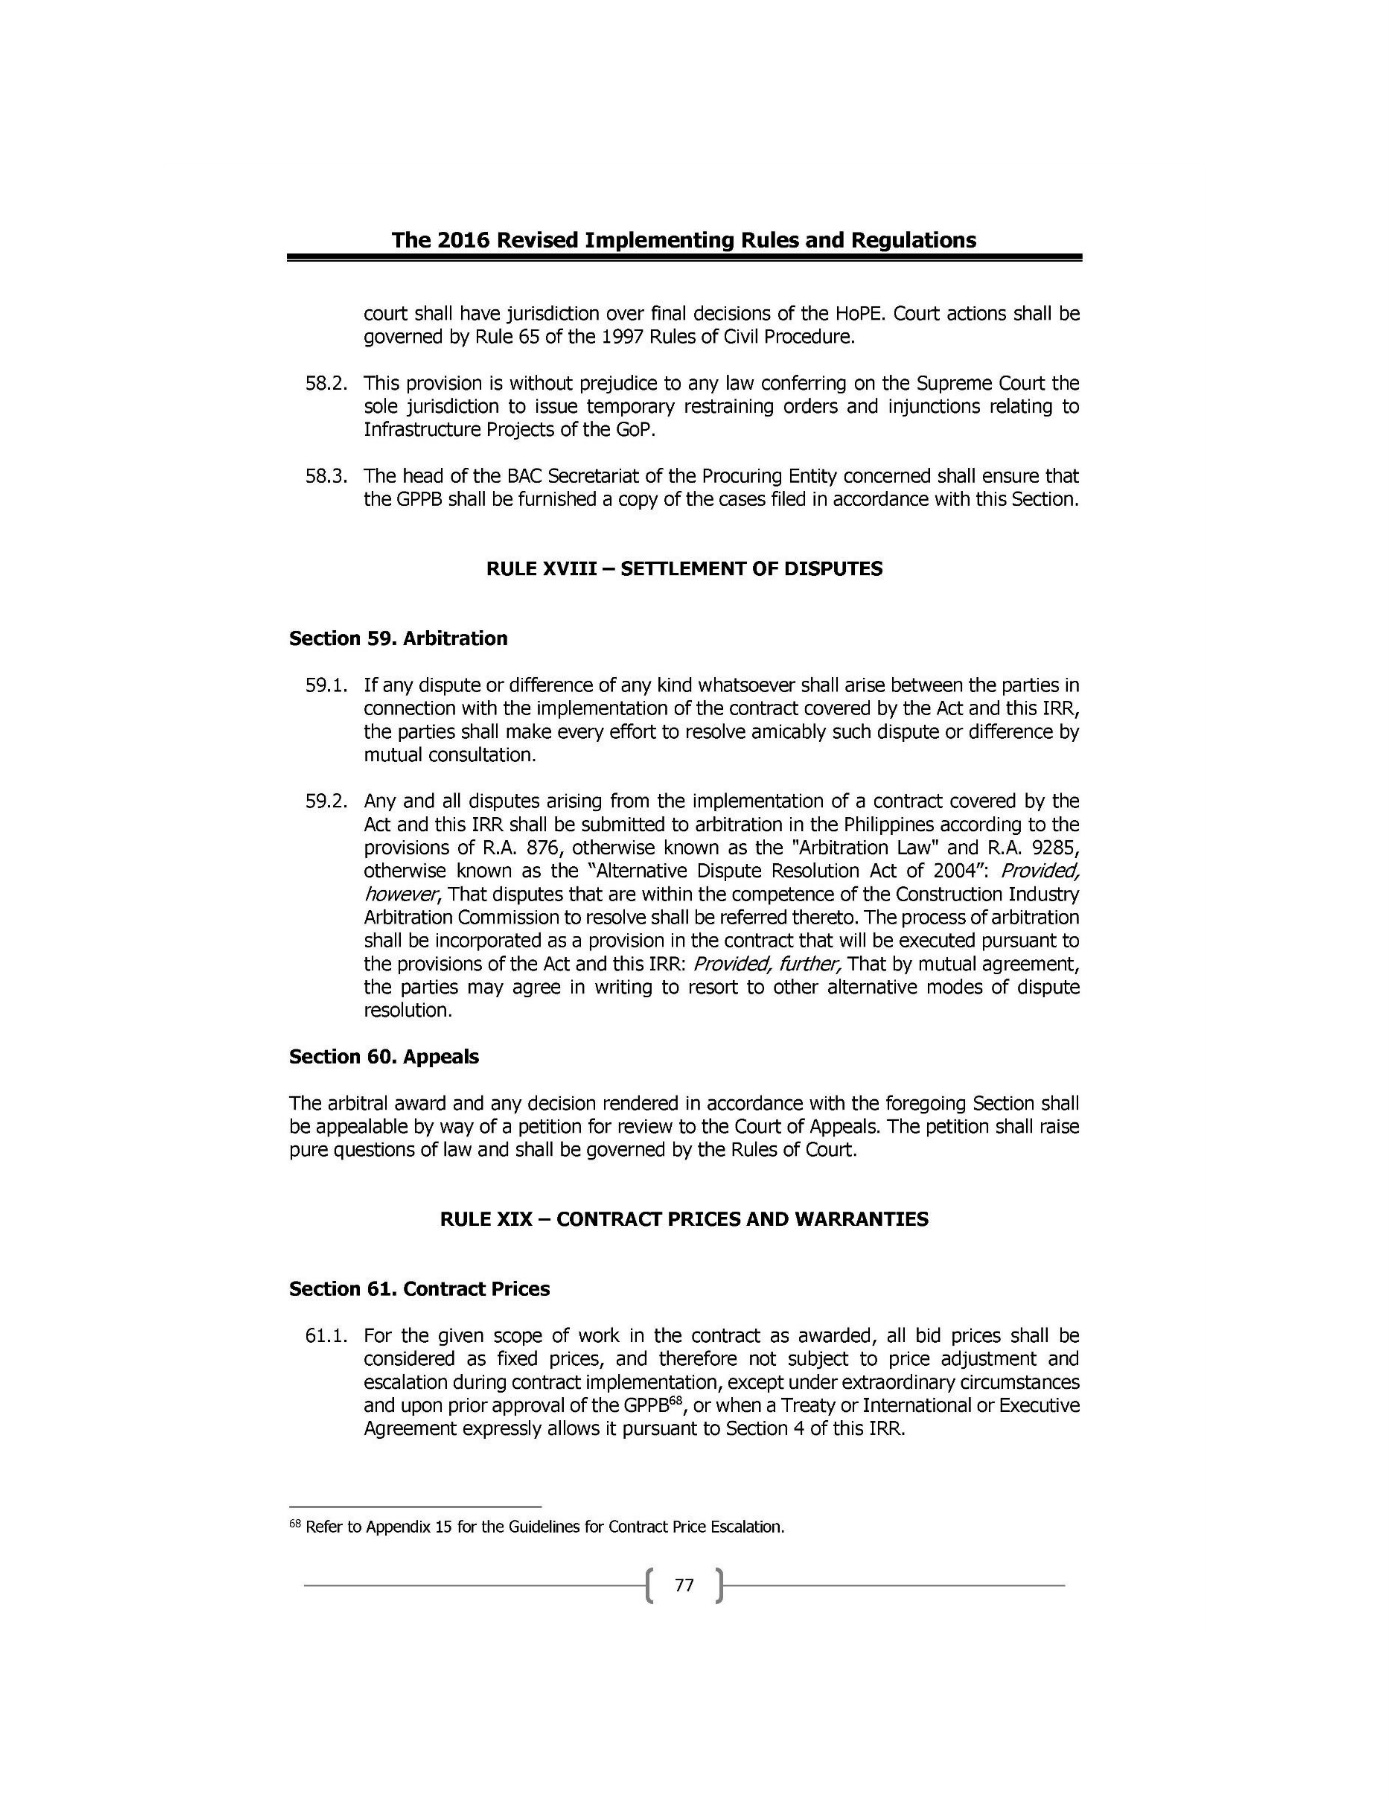 The 2016 Revised Implementing Rules and Regulations
court shall have jurisdiction over final decisions of the HoPE. Court actions shall be
governed by Rule 65 of the 1997 Rules of Civil Procedure.
58.2. This provision is without prejudice to any law conferring on the Supreme Court the
sole jurisdiction to issue temporary restraining orders and injunctions relating to
Infrastructure Projects of the GoP.
58.3. The head of the BAC Secretariat of the Procuring Entity concerned shall ensure that
the GPPB shall be furnished a copy of the cases filed in accordance with this Section.
RULE XVIII – SETTLEMENT OF DISPUTES
Section 59. Arbitration
59.1. If any dispute or difference of any kind whatsoever shall arise between the parties in
connection with the implementation of the contract covered by the Act and this IRR,
the parties shall make every effort to resolve amicably such dispute or difference by
mutual consultation.
59.2. Any and all disputes arising from the implementation of a contract covered by the
Act and this IRR shall be submitted to arbitration in the Philippines according to the
provisions of R.A. 876, otherwise known as the "Arbitration Law" and R.A. 9285,
otherwise known as the “Alternative Dispute Resolution Act of 2004”: Provided,
however, That disputes that are within the competence of the Construction Industry
Arbitration Commission to resolve shall be referred thereto. The process of arbitration
shall be incorporated as a provision in the contract that will be executed pursuant to
the provisions of the Act and this IRR: Provided, further, That by mutual agreement,
the parties may agree in writing to resort to other alternative modes of dispute
resolution.
Section 60. Appeals
The arbitral award and any decision rendered in accordance with the foregoing Section shall
be appealable by way of a petition for review to the Court of Appeals. The petition shall raise
pure questions of law and shall be governed by the Rules of Court.
RULE XIX – CONTRACT PRICES AND WARRANTIES
Section 61. Contract Prices
61.1. For the given scope of work in the contract as awarded, all bid prices shall be
considered as fixed prices, and therefore not subject to price adjustment and
escalation during contract implementation, except under extraordinary circumstances
and upon prior approval of the GPPB68, or when a Treaty or International or Executive
Agreement expressly allows it pursuant to Section 4 of this IRR.
68 Refer to Appendix 15 for the Guidelines for Contract Price Escalation.
77